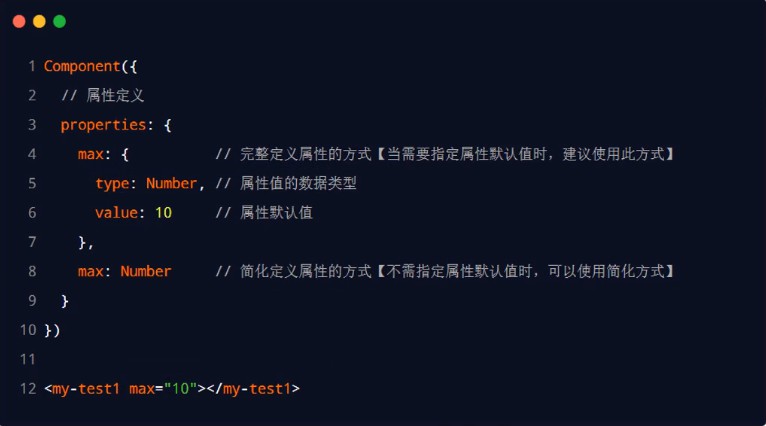 1 Component({
2   // 属性定义
3   properties: {
4     max: {          // 完整定义属性的方式【当需要指定属性默认值时，建议使用此方式】
5       type: Number, // 属性值的数据类型
6       value: 10     // 属性默认值
7     },
8     max: Number     // 简化定义属性的方式【不需指定属性默认值时，可以使用简化方式】
9   }
10 })
11
12 <my-test1 max="10"></my-test1>